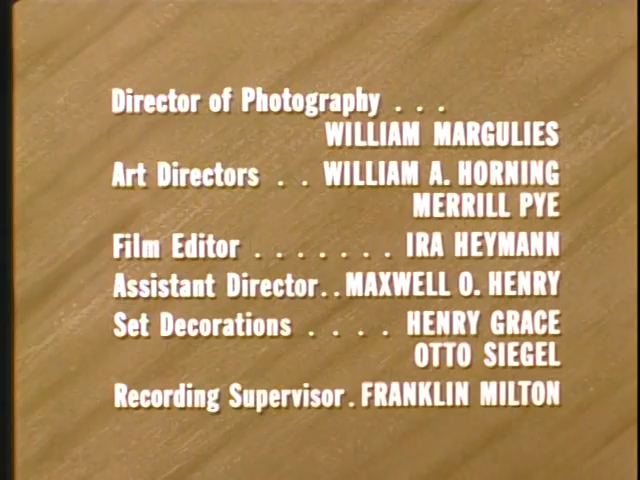 Director of Photography . . .
WILLIAM MARGULIES
Art Directors . . WILLIAM A. HORNING
MERRILL PYE
Film Editor . . . . . . . IRA HEYMANN
Assistant Director . . MAXWELL O. HENRY
Set Decorations . . . . HENRY GRACE
OTTO SIEGEL
Recording Supervisor . FRANKLIN MILTON